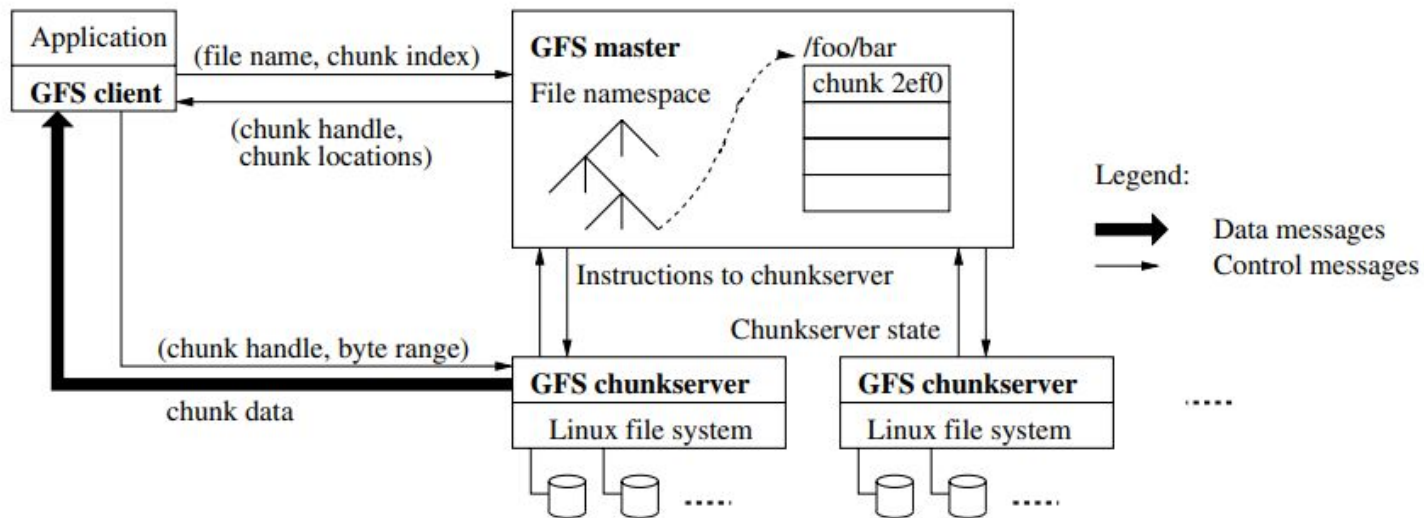 Application
GFS client
(file name, chunk index)
(chunk handle,
chunk locations)
GFS master
File namespace
/foo/bar
chunk 2ef0
Legend:
Data messages
Control messages
Instructions to chunkserver
Chunkserver state
(chunk handle, byte range)
chunk data
GFS chunkserver
Linux file system
GFS chunkserver
Linux file system